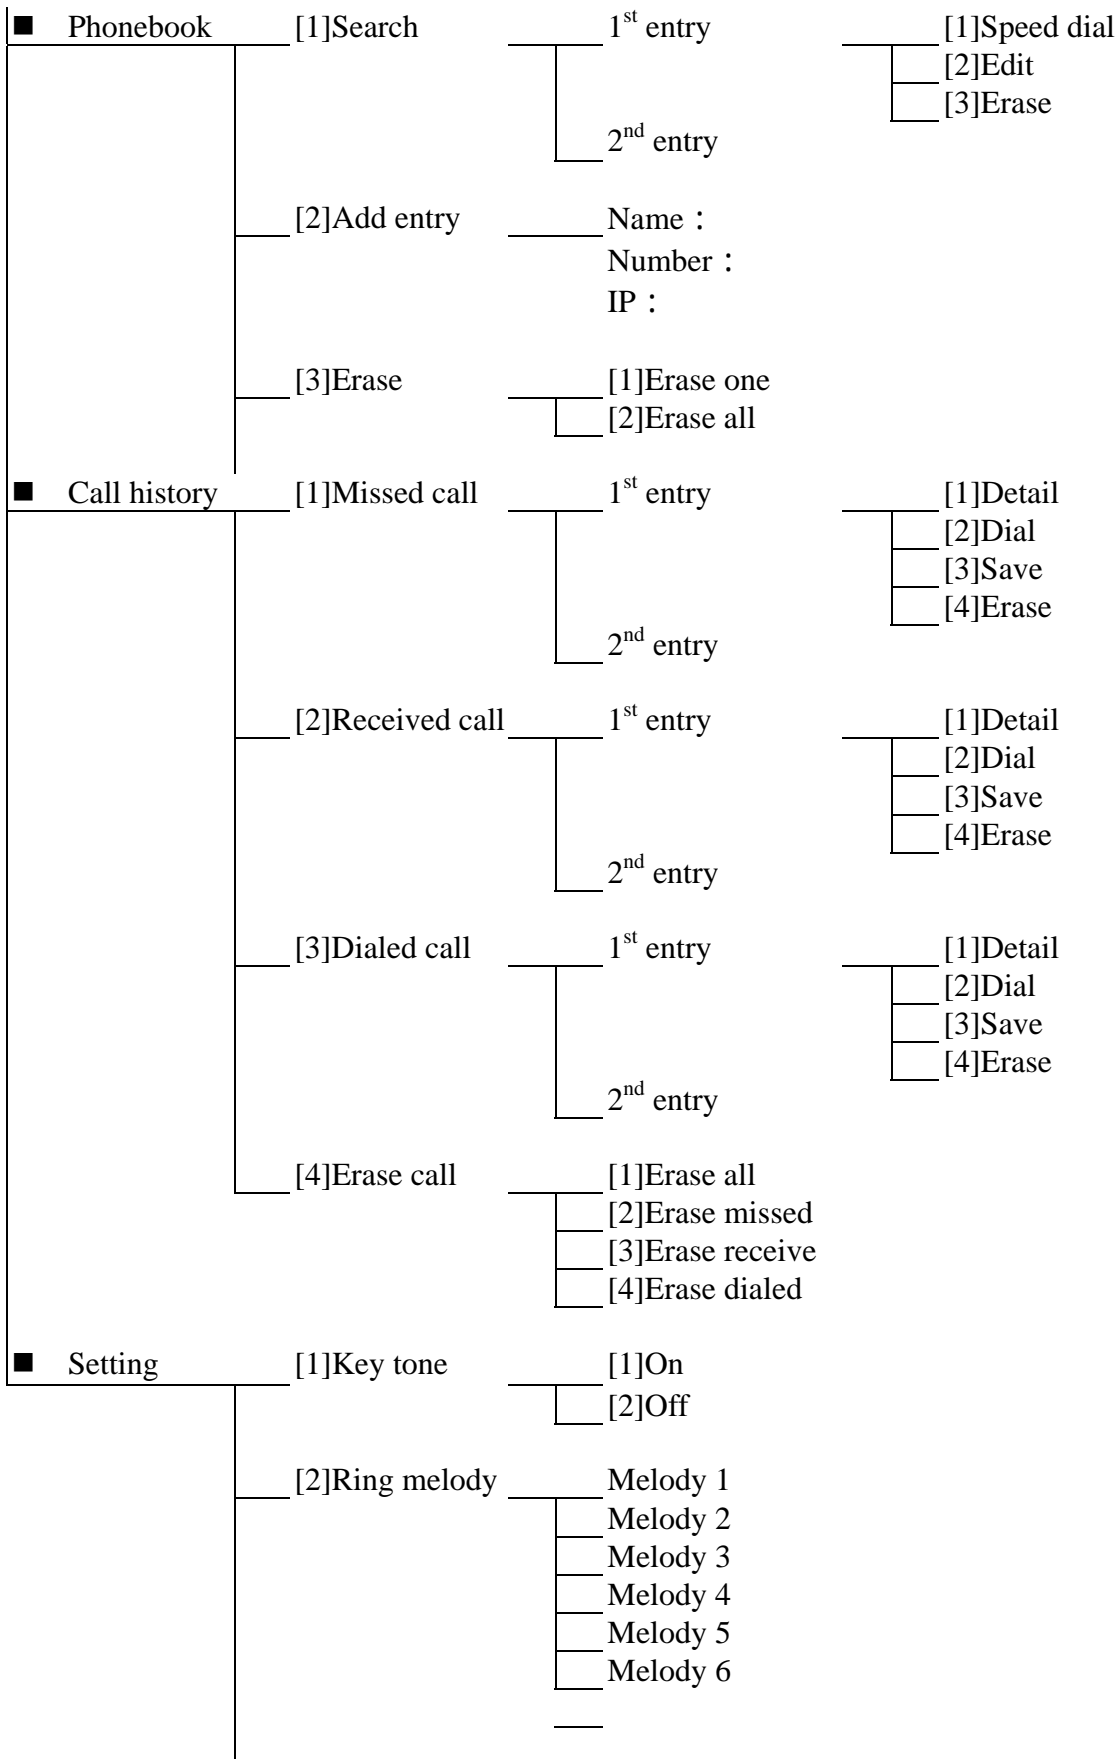 ■ Phonebook [1]Search 1st entry [1]Speed dial
[2]Edit
[3]Erase
2nd entry
[2]Add entry Name：
Number：
IP：
[3]Erase [1]Erase one
[2]Erase all
■ Call history [1]Missed call 1st entry [1]Detail
[2]Dial
[3]Save
[4]Erase
2nd entry
[2]Received call 1st entry [1]Detail
[2]Dial
[3]Save
[4]Erase
2nd entry
[3]Dialed call 1st entry [1]Detail
[2]Dial
[3]Save
[4]Erase
2nd entry
[4]Erase call [1]Erase all
[2]Erase missed
[3]Erase receive
[4]Erase dialed
■ Setting [1]Key tone [1]On
[2]Off
[2]Ring melody Melody 1
Melody 2
Melody 3
Melody 4
Melody 5
Melody 6